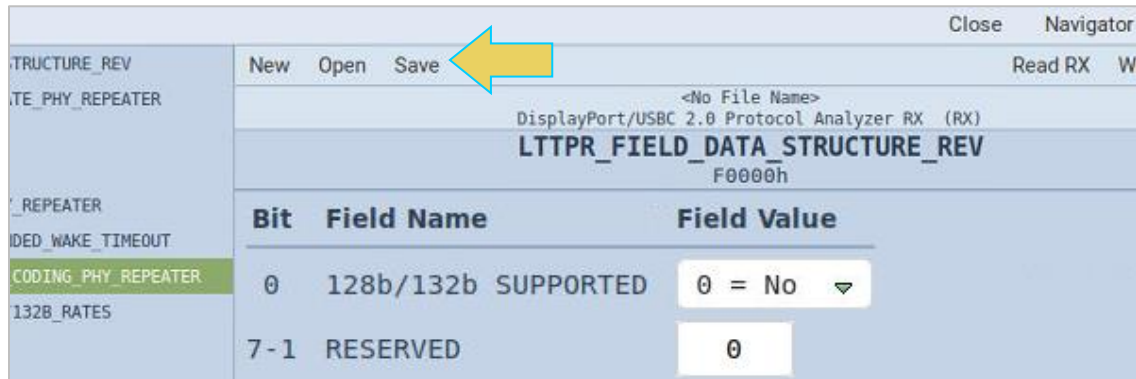 Close Navigator
TRUCTURE_REV
TE_PHY_REPEATER
_REPEATER
DED_WAKE_TIMEOUT
CODING_PHY_REPEATER
132B_RATES
New Open Save Read RX W
<No File Name>
DisplayPort/USBC 2.0 Protocol Analyzer RX (RX)
LTTPR_FIELD_DATA_STRUCTURE_REV
F0000h
Bit Field Name Field Value
0 128b/132b SUPPORTED 0 = No
7-1 RESERVED 0